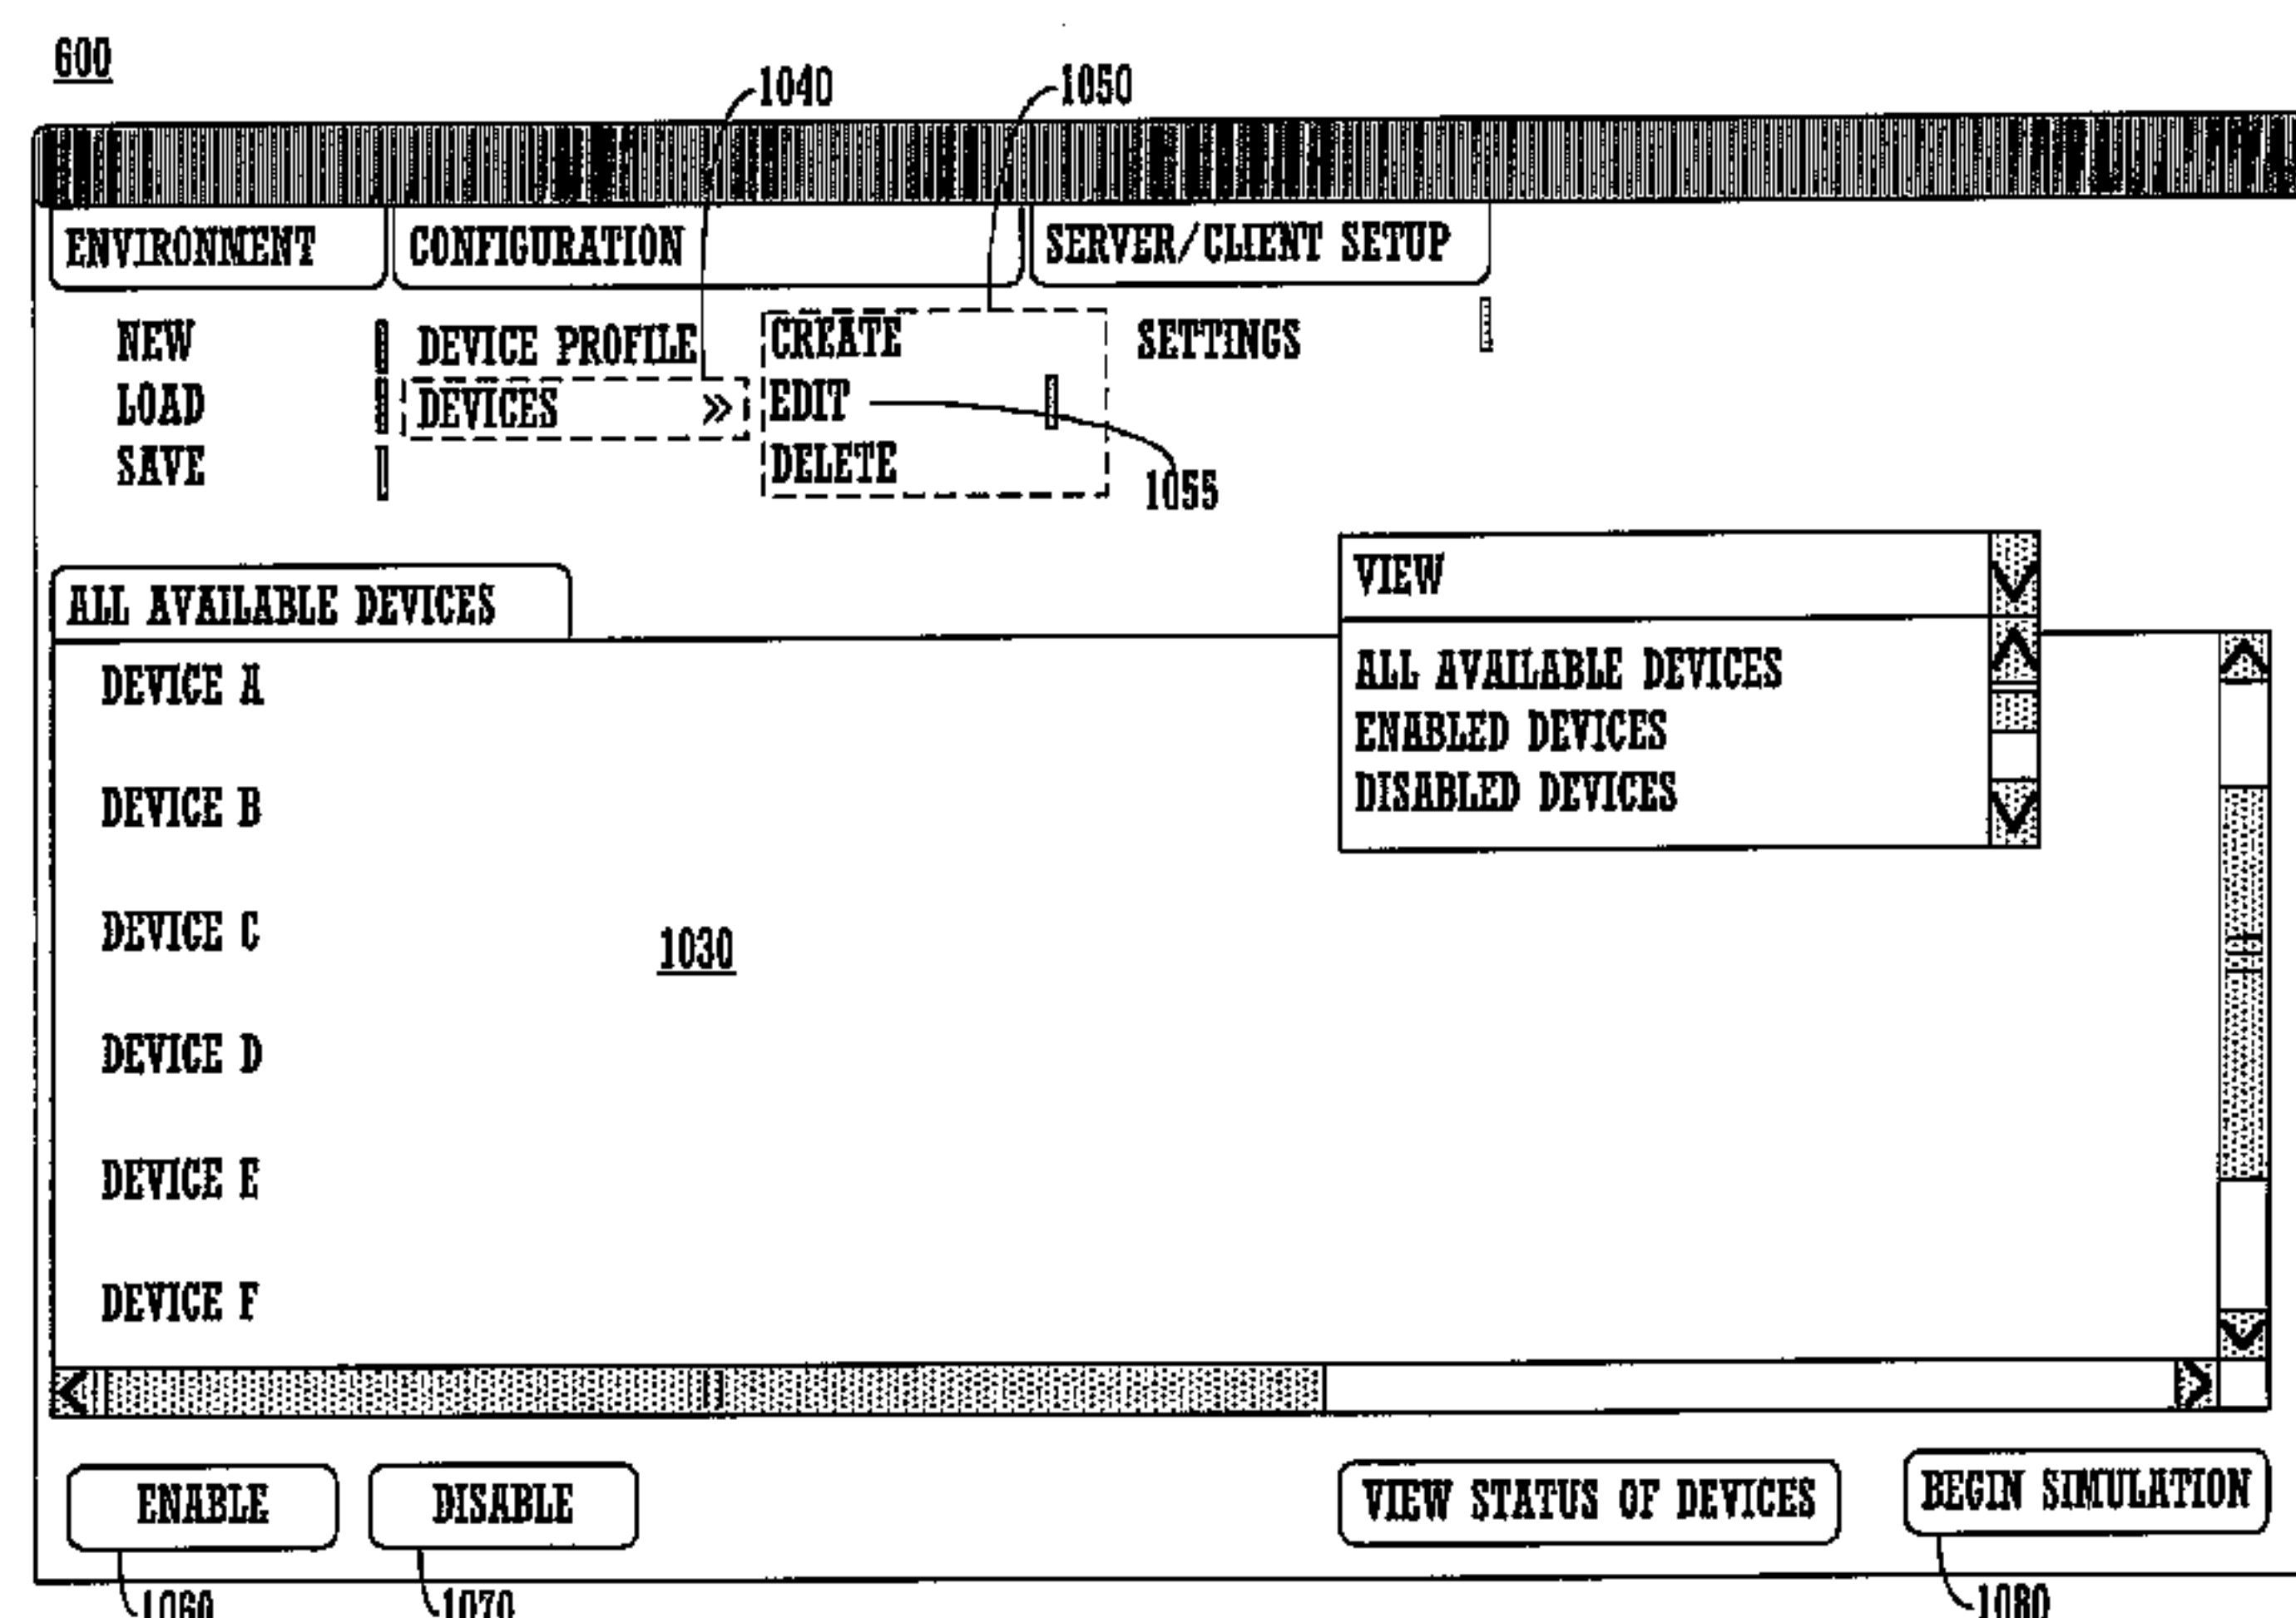 600
1040
1050
ENVIRONMENT
CONFIGURATION
SERVER/CLIENT SETUP
NEW
LOAD
SAVE
DEVICE PROFILE
DEVICES »
CREATE
EDIT
DELETE
SETTINGS
1055
VIEW
ALL AVAILABLE DEVICES
ENABLED DEVICES
DISABLED DEVICES
ALL AVAILABLE DEVICES
DEVICE A
DEVICE B
DEVICE C
DEVICE D
DEVICE E
DEVICE F
1030
ENABLE
DISABLE
VIEW STATUS OF DEVICES
BEGIN SIMULATION
1060
1070
1080